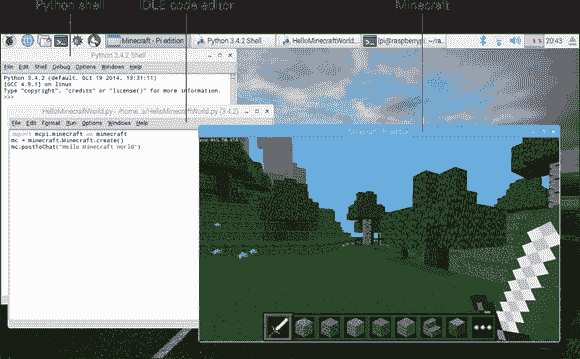 Python shell IDLE code editor Minecraft
Minecraft - Pi edition Python 3.4.2 Shell HelloMinecraftWorld. [pi@raspberrypi: ~/ra.. 20:43
Python 3.4.2 Shell
File Edit Shell Debug Options Windows Help
Python 3.4.2 (default, Oct 19 2014, 13:31:11)
[GCC 4.9.1] on linux
Type "copyright", "credits" or "license()" for more information.
>>>
File Edit Format Run Options Windows Help
import mcpi.minecraft as minecraft
mc = minecraft.Minecraft.create()
mc.postToChat("Hello Minecraft World")